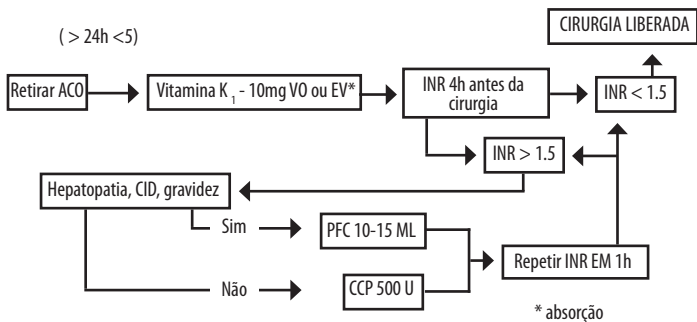 CIRURGIA LIBERADA
( > 24h <5)
Retirar ACO
Vitamina K 1 - 10mg VO ou EV*
INR 4h antes da
cirurgia
INR < 1.5
INR > 1.5
Hepatopatia, CID, gravidez
Sim
PFC 10-15 ML
Repetir INR EM 1h
Não
CCP 500 U
* absorção